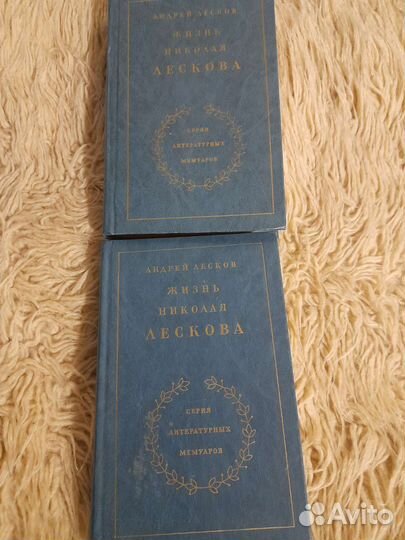 АНДРЕЙ ЛЕСКОВ
ЖИЗНЬ
НИКОЛАЯ
ЛЕСКОВА
СЕРИЯ
ЛИТЕРАТУРНЫХ
МЕМУАРОВ
АНДРЕЙ ЛЕСКОВ
ЖИЗНЬ
НИКОЛАЯ
ЛЕСКОВА
СЕРИЯ
ЛИТЕРАТУРНЫХ
МЕМУАРОВ
Avito